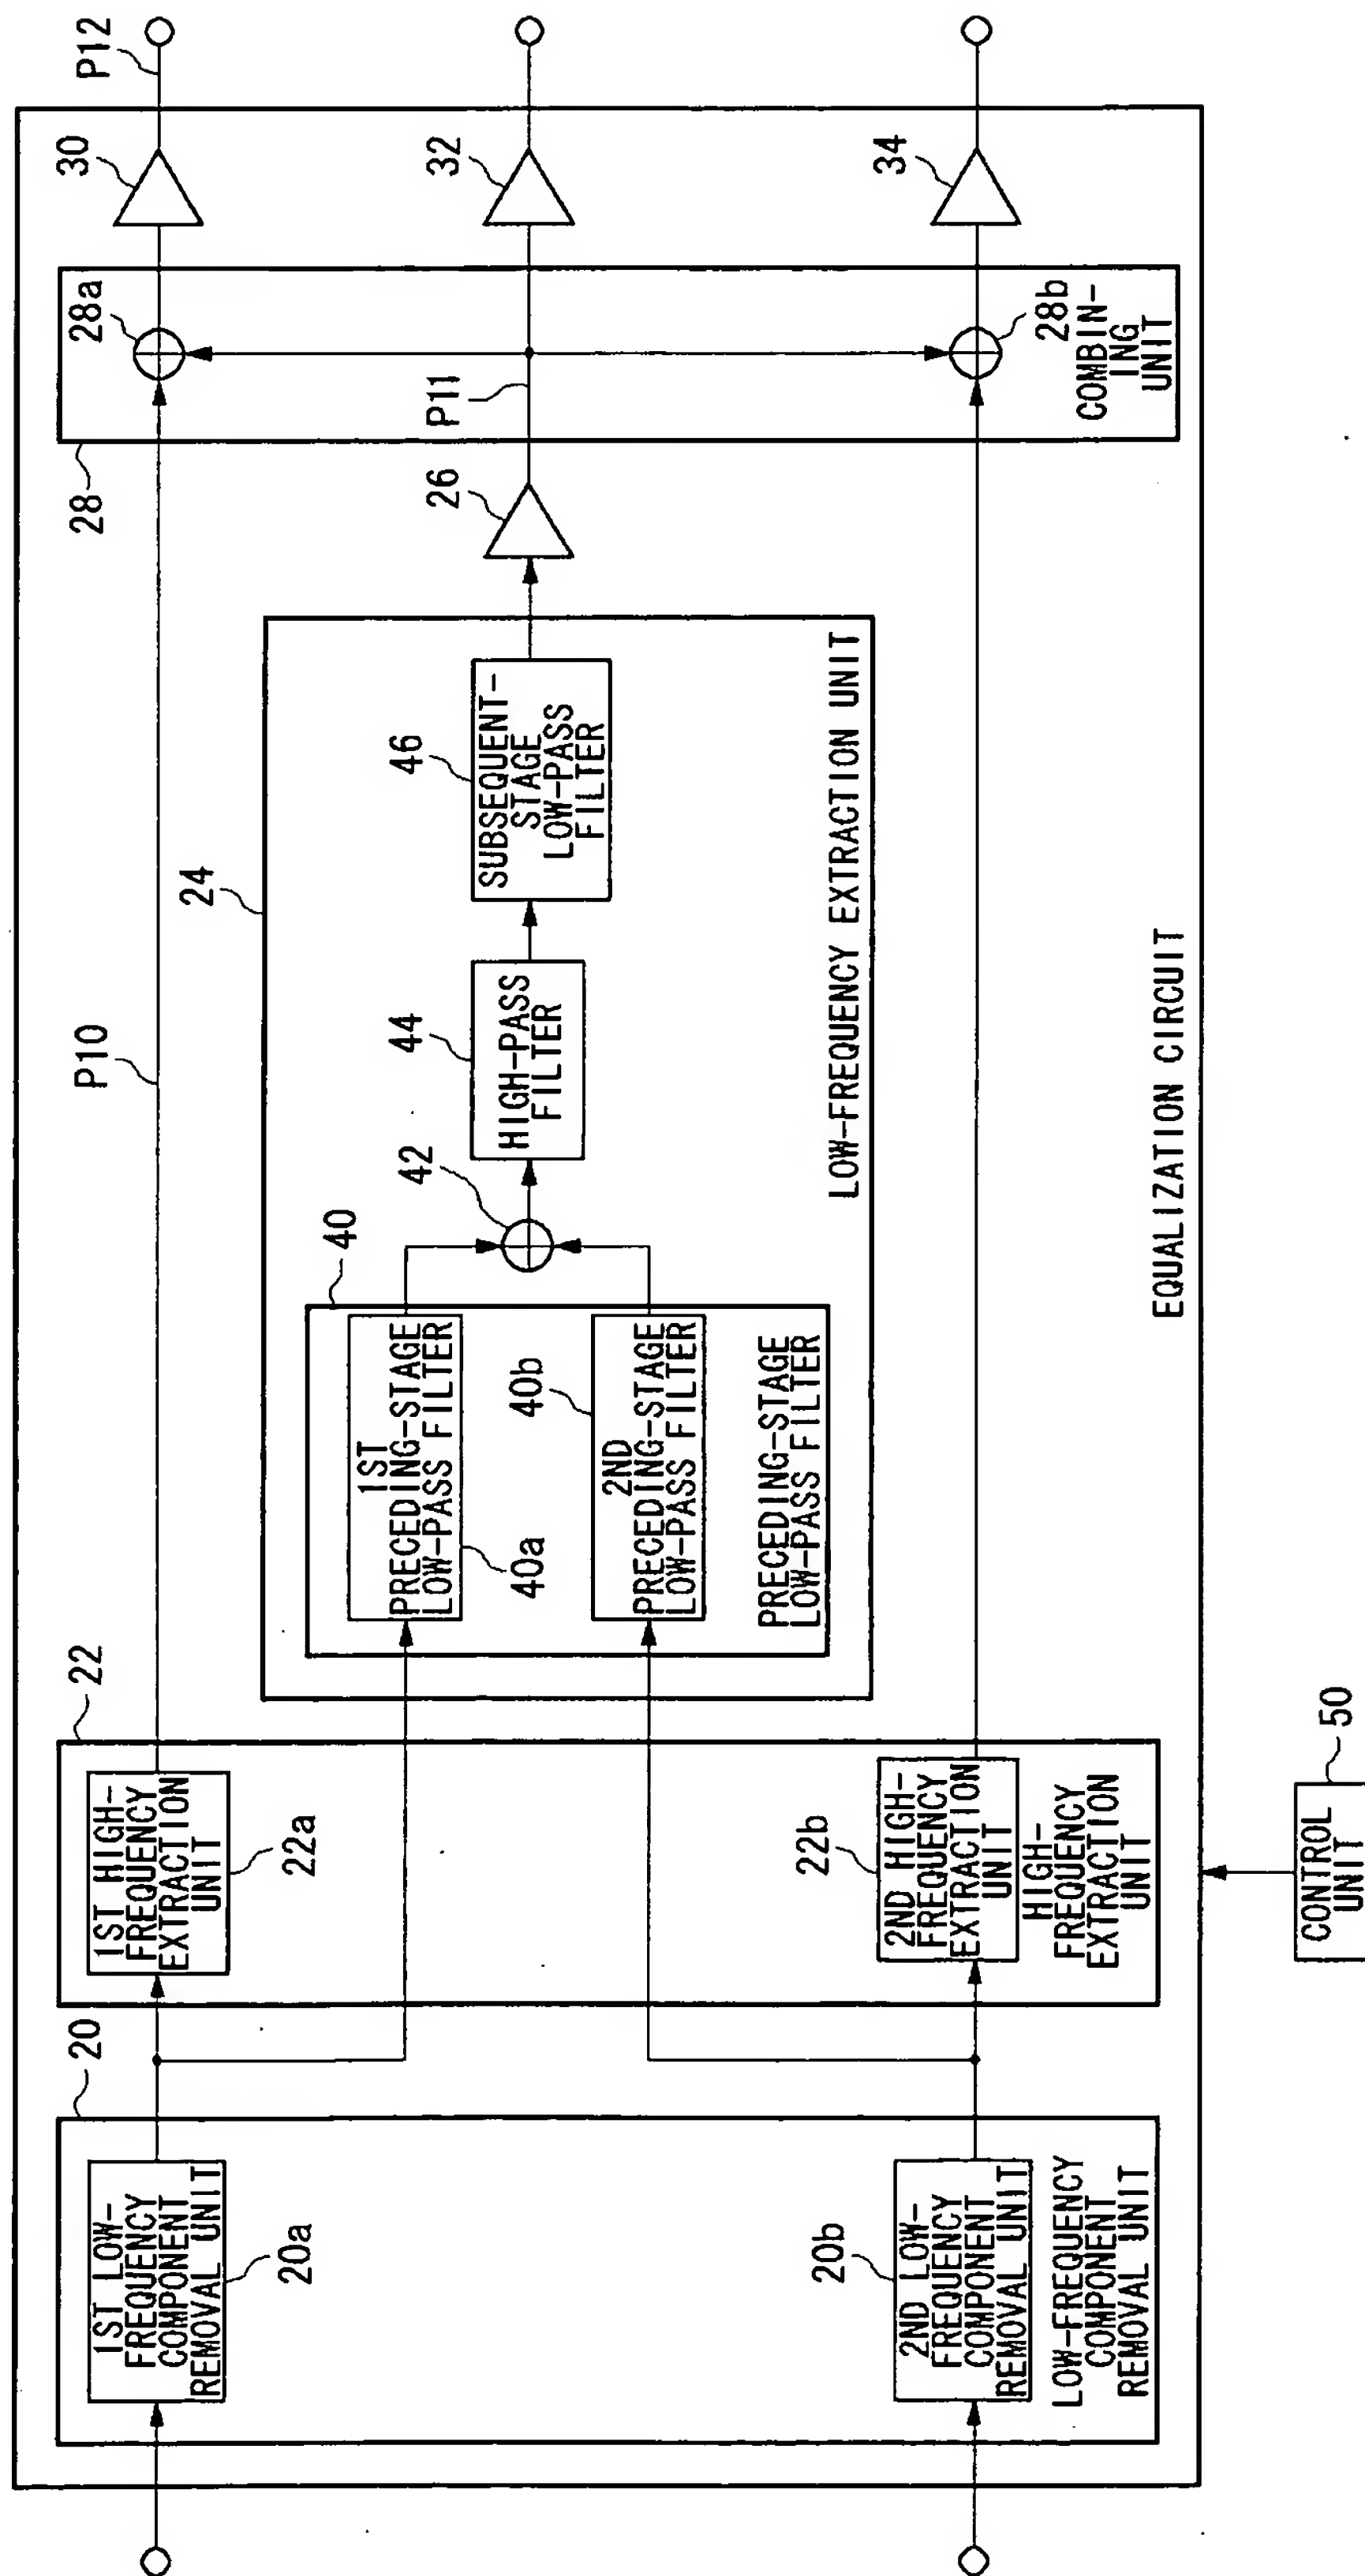 20
1ST LOW-
FREQUENCY
COMPONENT
REMOVAL UNIT
20a
2ND LOW-
FREQUENCY
COMPONENT
REMOVAL UNIT
20b
LOW-FREQUENCY
COMPONENT
REMOVAL UNIT
22
1ST HIGH-
FREQUENCY
EXTRACTION
UNIT
22a
2ND HIGH-
FREQUENCY
EXTRACTION
UNIT
22b
HIGH-
FREQUENCY
EXTRACTION
UNIT
P10
24
40
1ST
PRECEDING-STAGE
LOW-PASS FILTER
40a
2ND
PRECEDING-STAGE
LOW-PASS FILTER
40b
PRECEDING-STAGE
LOW-PASS FILTER
42
44
HIGH-PASS
FILTER
46
SUBSEQUENT-
STAGE
LOW-PASS
FILTER
LOW-FREQUENCY EXTRACTION UNIT
26
P11
28
28a
28b
COMBIN-
ING
UNIT
30
32
34
P12
EQUALIZATION CIRCUIT
50
CONTROL
UNIT